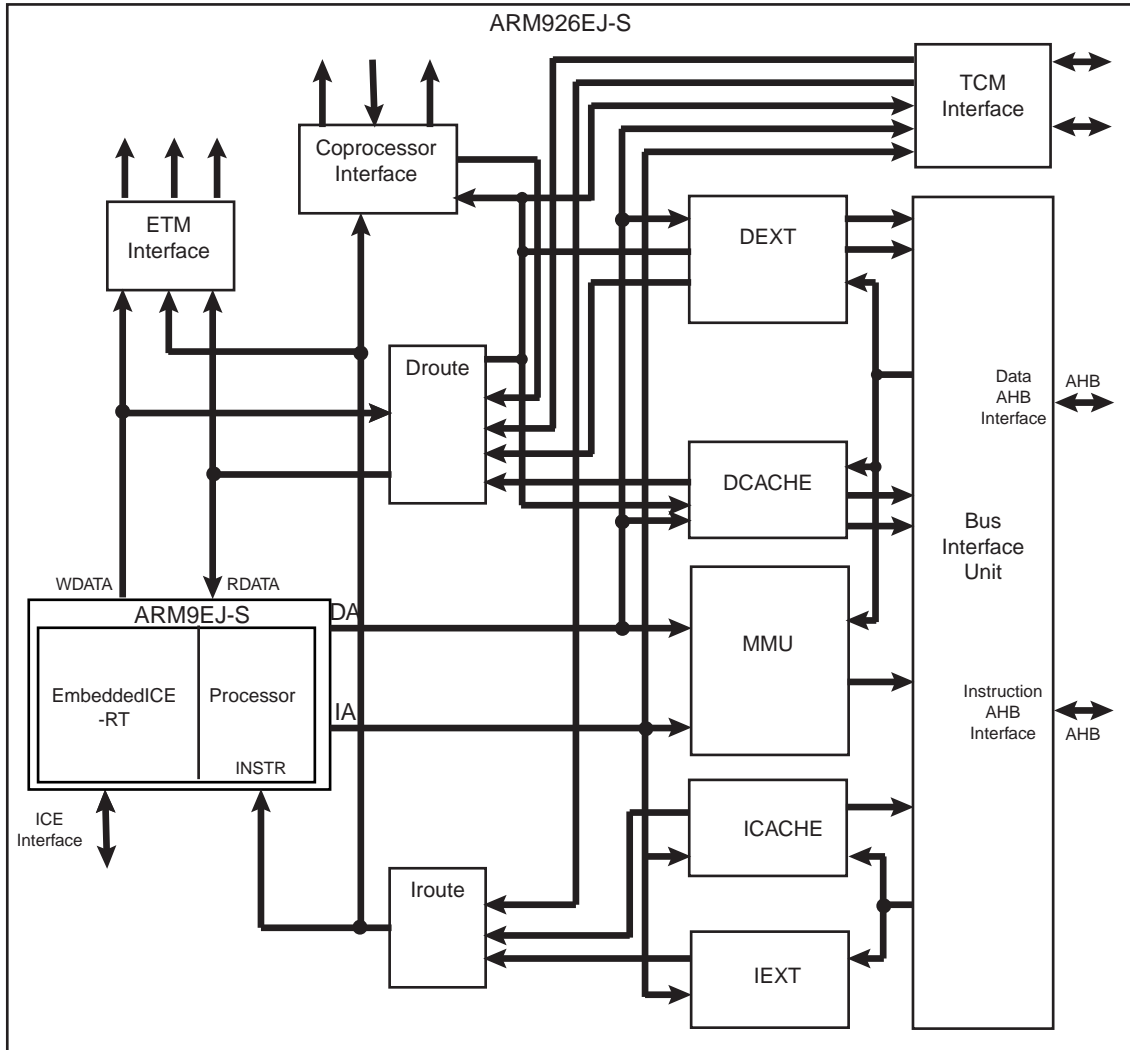 ARM926EJ-S
TCM
Interface
Coprocessor
Interface
ETM
Interface
DEXT
Droute
Data
AHB
Interface
AHB
DCACHE
Bus
Interface
Unit
WDATA
RDATA
ARM9EJ-S
DA
MMU
EmbeddedICE
-RT
Processor
IA
Instruction
AHB
Interface
AHB
INSTR
ICE
Interface
ICACHE
Iroute
IEXT